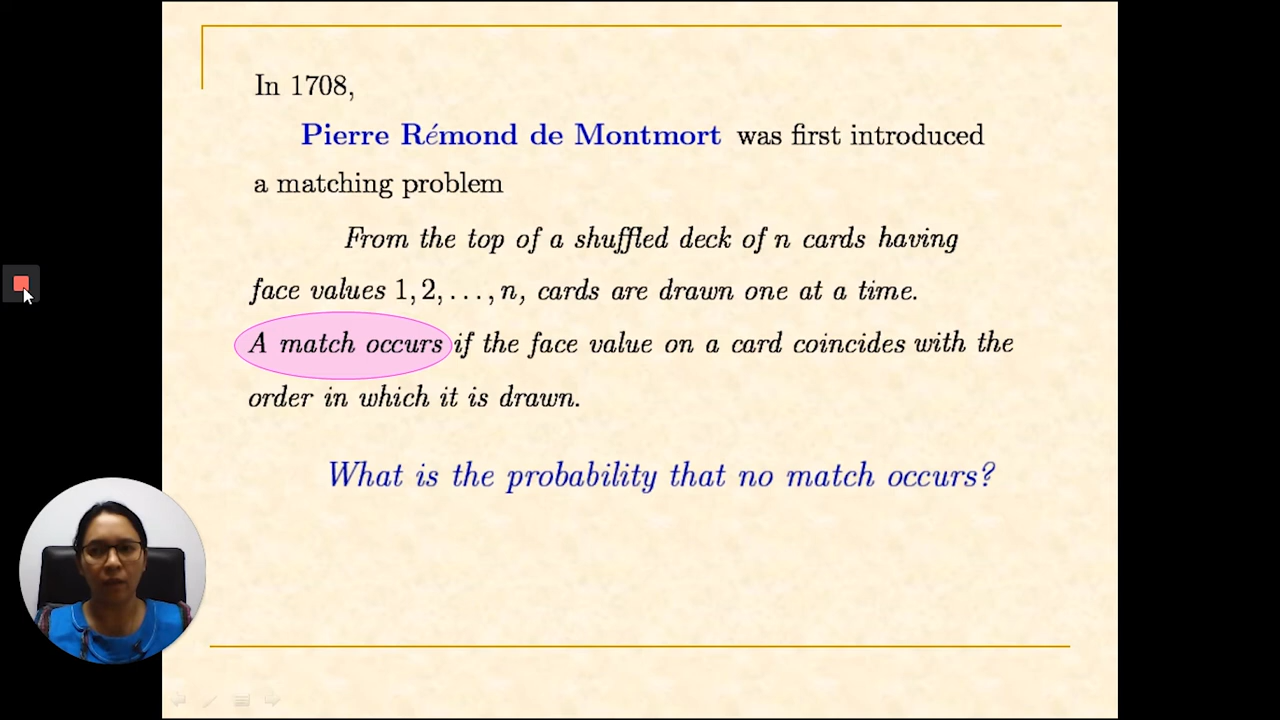 In 1708,
Pierre Rémond de Montmort was first introduced
a matching problem
From the top of a shuffled deck of n cards having
face values 1, 2, . . . , n, cards are drawn one at a time.
A match occurs if the face value on a card coincides with the
order in which it is drawn.
What is the probability that no match occurs?